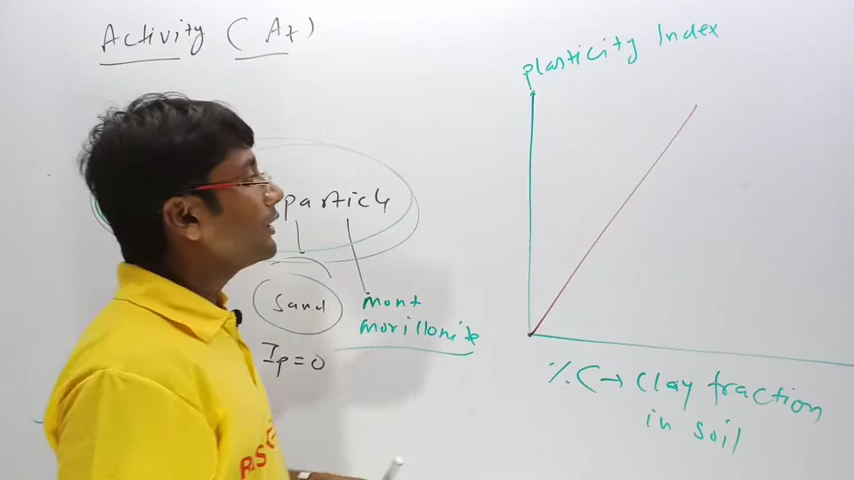 Activity (At)
plasticity Index
particle
Sand
mont
morillonite
Ip=0
%C→ Clay fraction
in soil